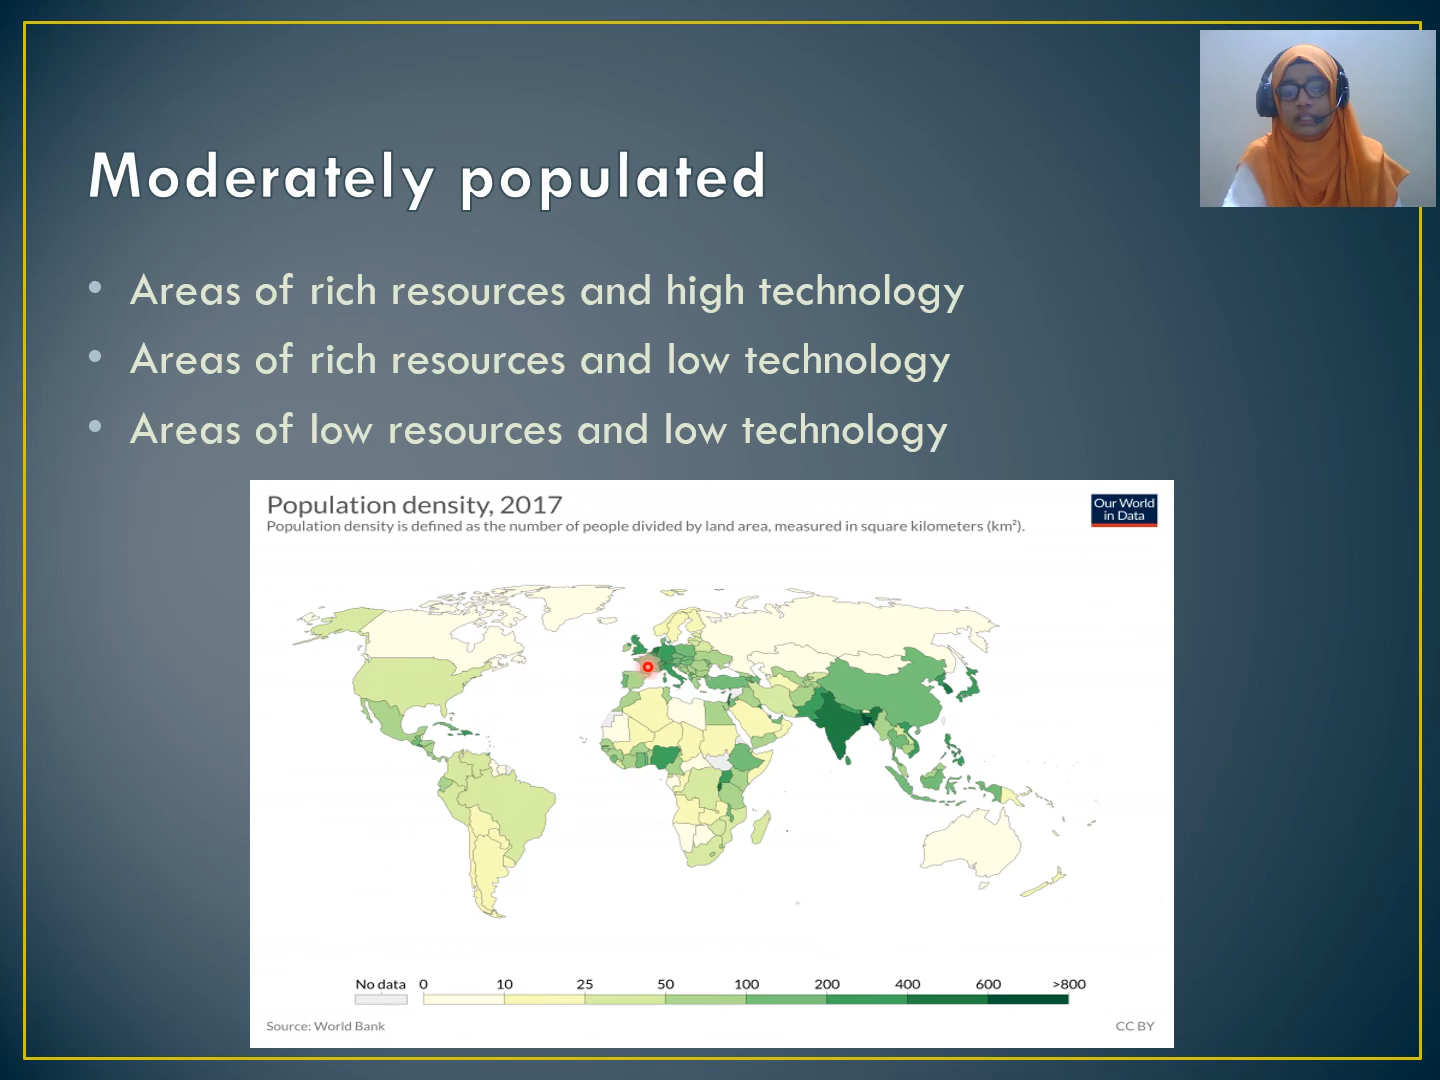 Moderately populated
• Areas of rich resources and high technology
• Areas of rich resources and low technology
• Areas of low resources and low technology
Population density, 2017
Population density is defined as the number of people divided by land area, measured in square kilometers (km²).
Our World
in Data
No data 0 10 25 50 100 200 400 600 >800
Source: World Bank
CC BY